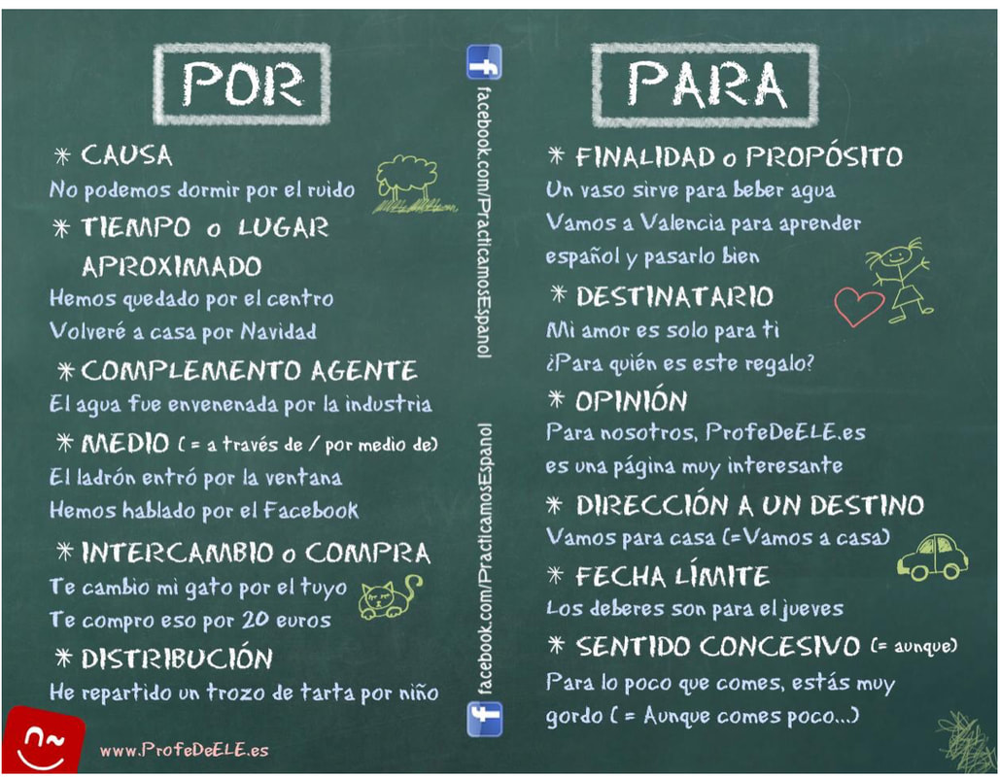 POR
* CAUSA
No podemos dormir por el ruido
* TIEMPO o LUGAR
APROXIMADO
Hemos quedado por el centro
Volveré a casa por Navidad
* COMPLEMENTO AGENTE
El agua fue envenenada por la industria
* MEDIO (= a través de / por medio de)
El ladrón entró por la ventana
Hemos hablado por el Facebook
* INTERCAMBIO o COMPRA
Te cambio mi gato por el tuyo
Te compro eso por 20 euros
* DISTRIBUCIÓN
He repartido un trozo de tarta por niño
ñ
www.ProfeDeELE.es
f
facebook.com/PracticamosEspanol
facebook.com/PracticamosEspanol
f
PARA
* FINALIDAD o PROPÓSITO
Un vaso sirve para beber agua
Vamos a Valencia para aprender
español y pasarlo bien
* DESTINATARIO
Mi amor es solo para ti
¿Para quién es este regalo?
* OPINIÓN
Para nosotros, ProfeDeELE.es
es una página muy interesante
* DIRECCIÓN A UN DESTINO
Vamos para casa (=Vamos a casa)
* FECHA LÍMITE
Los deberes son para el jueves
* SENTIDO CONCESIVO (= aunque)
Para lo poco que comes, estás muy
gordo ( = Aunque comes poco...)